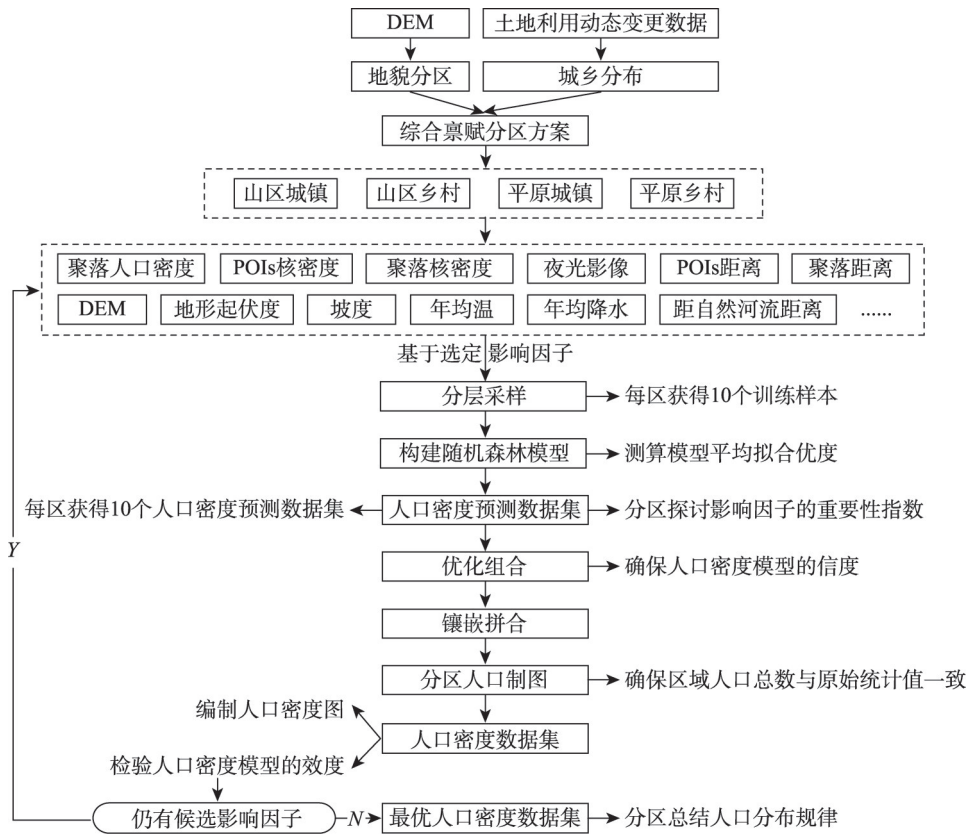 DEM
土地利用动态变更数据
地貌分区
城乡分布
综合禀赋分区方案
山区城镇
山区乡村
平原城镇
平原乡村
聚落人口密度
POIs核密度
聚落核密度
夜光影像
POIs距离
聚落距离
DEM
地形起伏度
坡度
年均温
年均降水
距自然河流距离
......
基于选定影响因子
分层采样
每区获得10个训练样本
构建随机森林模型
测算模型平均拟合优度
每区获得10个人口密度预测数据集
人口密度预测数据集
分区探讨影响因子的重要性指数
Y
优化组合
确保人口密度模型的信度
镶嵌拼合
分区人口制图
确保区域人口总数与原始统计值一致
编制人口密度图
人口密度数据集
检验人口密度模型的效度
仍有候选影响因子
N
最优人口密度数据集
分区总结人口分布规律